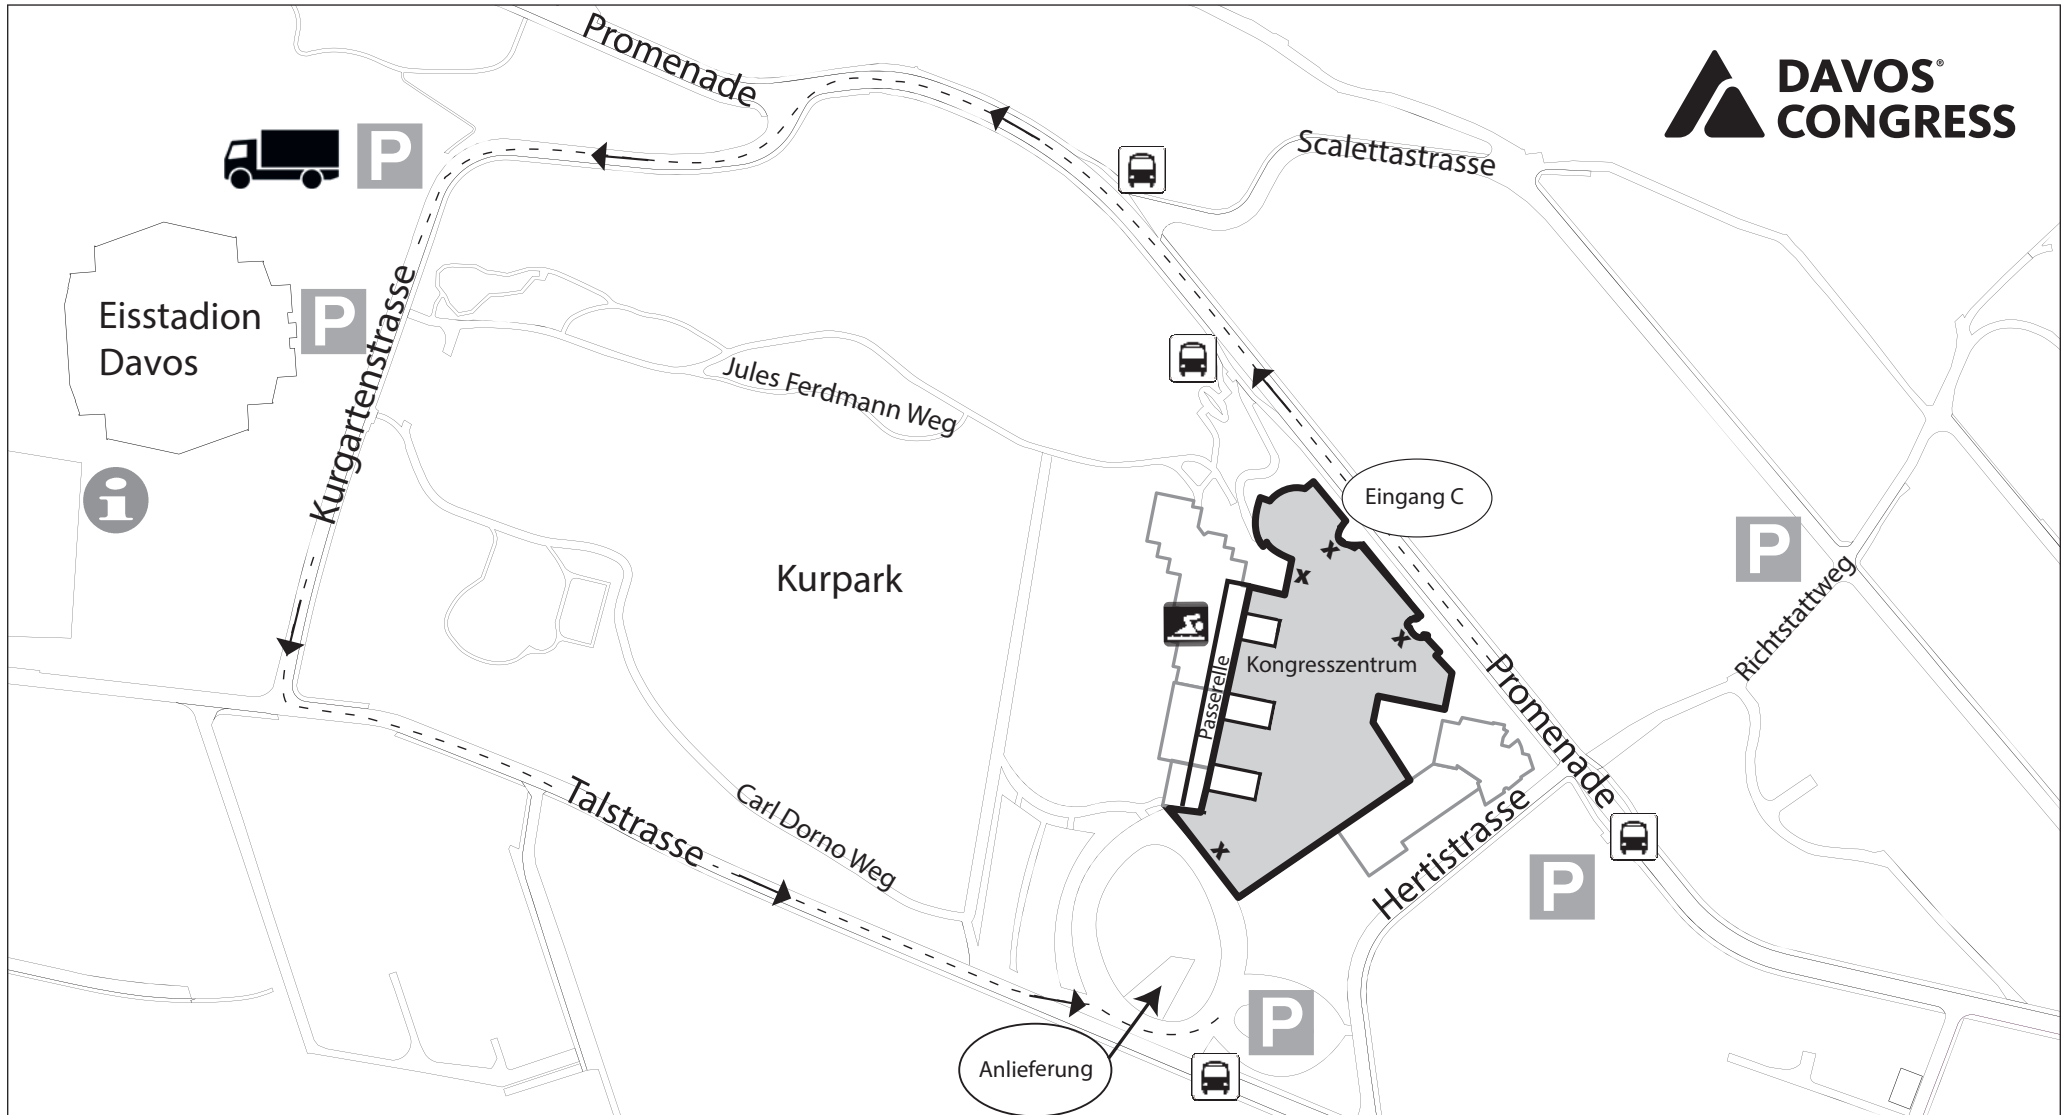 Promenade
DAVOS®
CONGRESS
Scalettastrasse
P
Eisstadion
Davos
P
Kurgartenstrasse
Jules Ferdmann Weg
Eingang C
i
Kurpark
P
Richtstattweg
Kongresszentrum
Passerelle
Promenade
x
x
x
x
Talstrasse
Carl Dorno Weg
Hertistrasse
P
P
Anlieferung